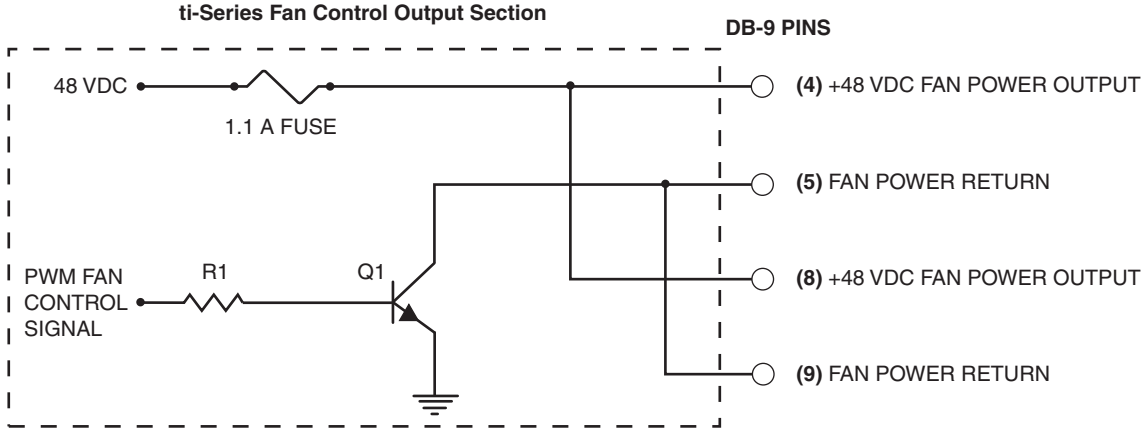 ti-Series Fan Control Output Section
DB-9 PINS
48 VDC
1.1 A FUSE
(4) +48 VDC FAN POWER OUTPUT
(5) FAN POWER RETURN
PWM FAN
CONTROL
SIGNAL
R1
Q1
(8) +48 VDC FAN POWER OUTPUT
(9) FAN POWER RETURN